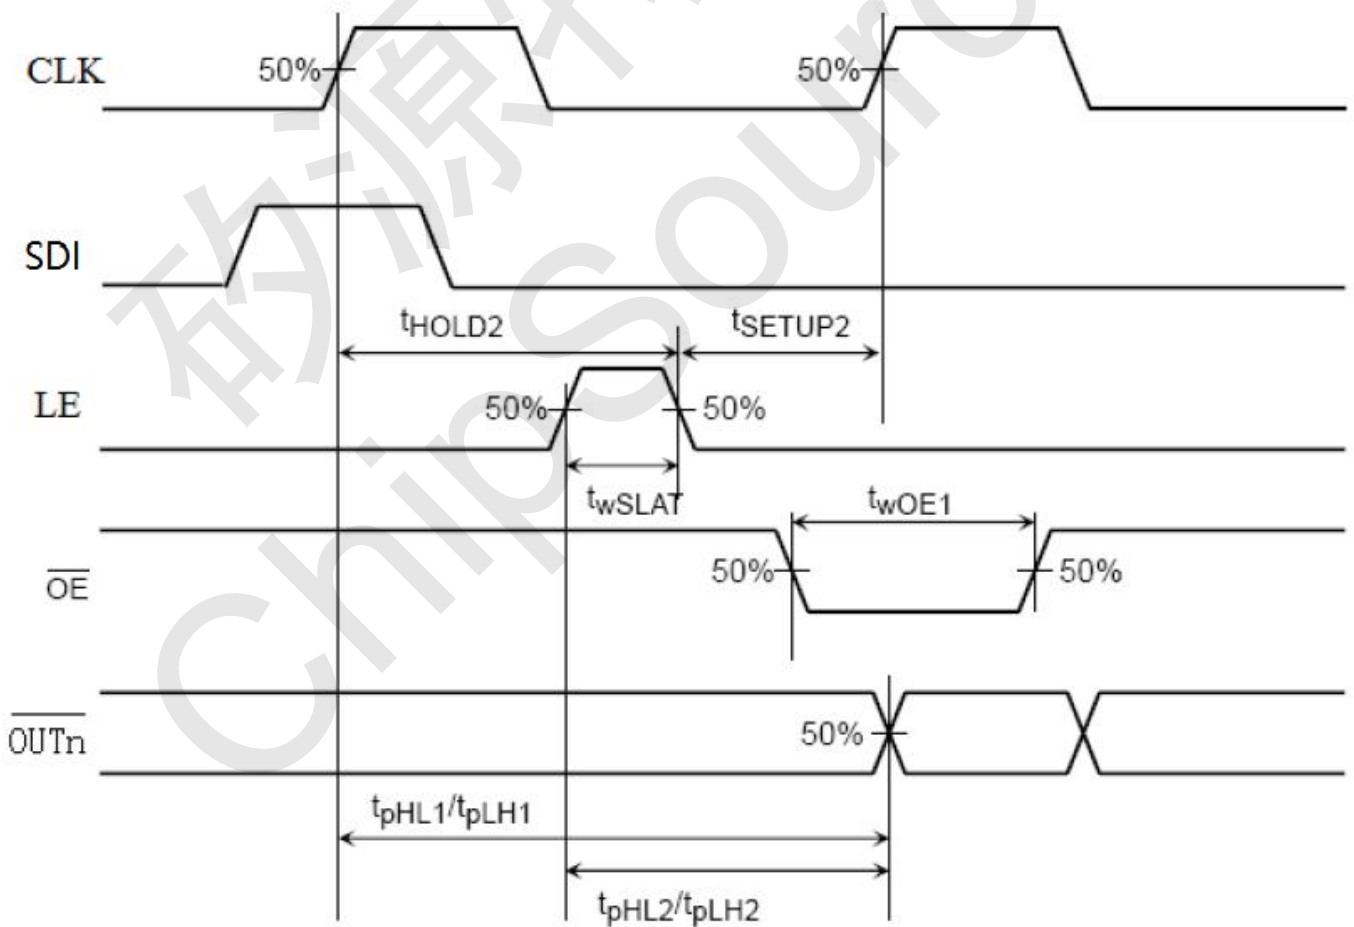 CLK
50%
50%
SDI
tHOLD2
tSETUP2
LE
50%
50%
twSLAT
twOE1
OE
50%
50%
OUTn
50%
tpHL1/tpLH1
tpHL2/tpLH2
矽源
ChipSourc